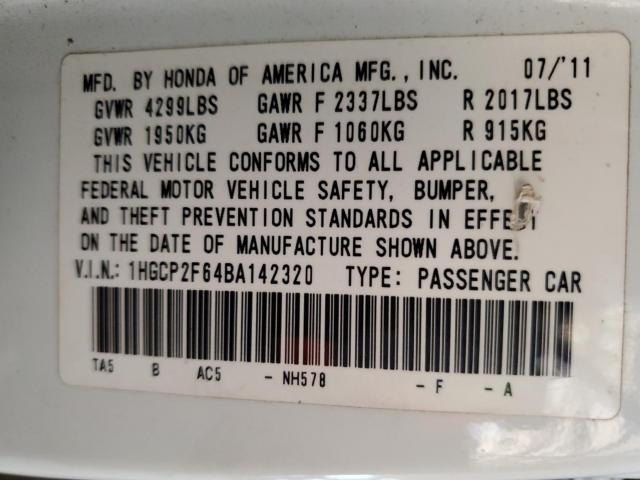 MFD. BY HONDA OF AMERICA MFG., INC. 07/'11
GVWR 4299LBS GAWR F 2337LBS R 2017LBS
GVWR 1950KG GAWR F 1060KG R 915KG
THIS VEHICLE CONFORMS TO ALL APPLICABLE
FEDERAL MOTOR VEHICLE SAFETY, BUMPER,
AND THEFT PREVENTION STANDARDS IN EFFECT
ON THE DATE OF MANUFACTURE SHOWN ABOVE.
V.I.N.: 1HGCP2F64BA142320 TYPE: PASSENGER CAR
TA5 B AC5 - NH578 - F - A